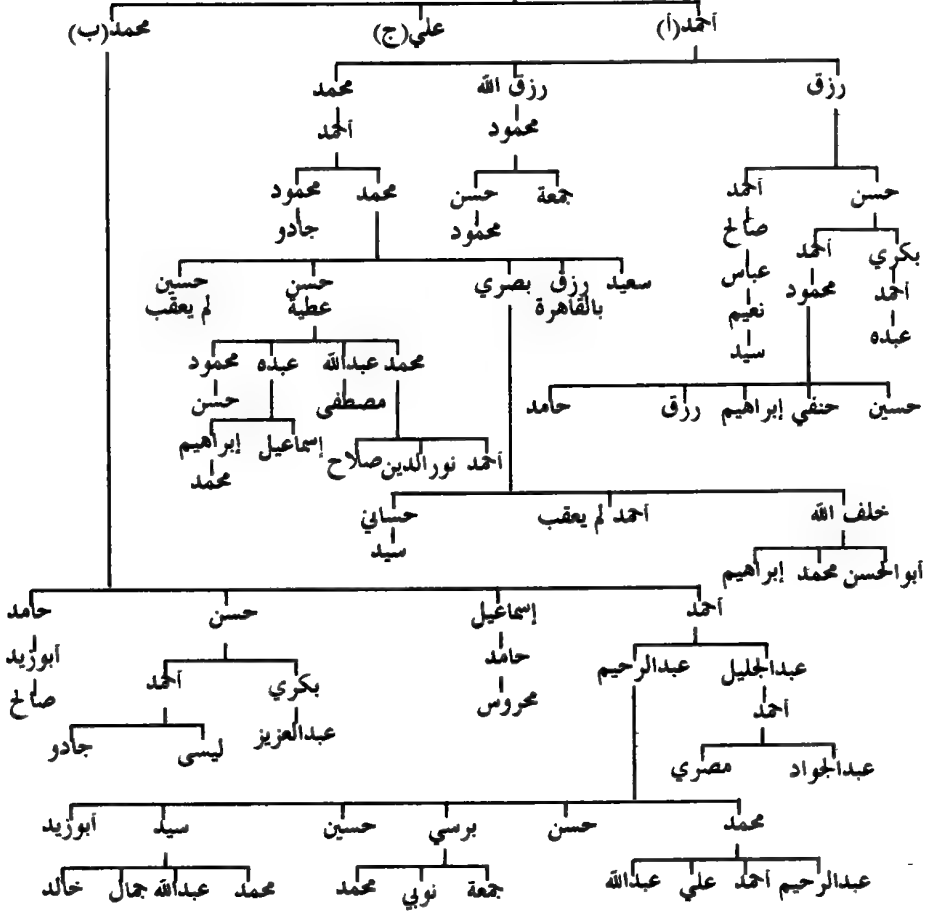 أحمد(أ) علي(ج) محمد(ب)
رزق رزق الله محمد
محمود أحمد
حسن أحمد جمعة حسن محمد محمود
صالح محمود جادو
بكري أحمد عباس سعيد رزق بصري حسن حسين
أحمد محمود نعيم بالقاهرة عطية لم يعقب
عبده سيد
محمد عبدالله عبده محمود
حسين حنفي إبراهيم رزق حامد مصطفى حسن
أحمد نورالدين صلاح إسماعيل إبراهيم
محمد
خلف الله أحمد لم يعقب حساني
سيد
أبوالحسن محمد إبراهيم
أحمد إسماعيل حسن حامد
عبدالجليل عبدالرحيم حامد بكري أحمد أبوزيد
أحمد محروس عبدالعزيز صالح
عبدالجواد مصري ليسى جادو
محمد حسن برسي حسين سيد أبوزيد
عبدالرحيم أحمد علي عبدالله جمعة نوبي محمد محمد عبدالله جمال خالد